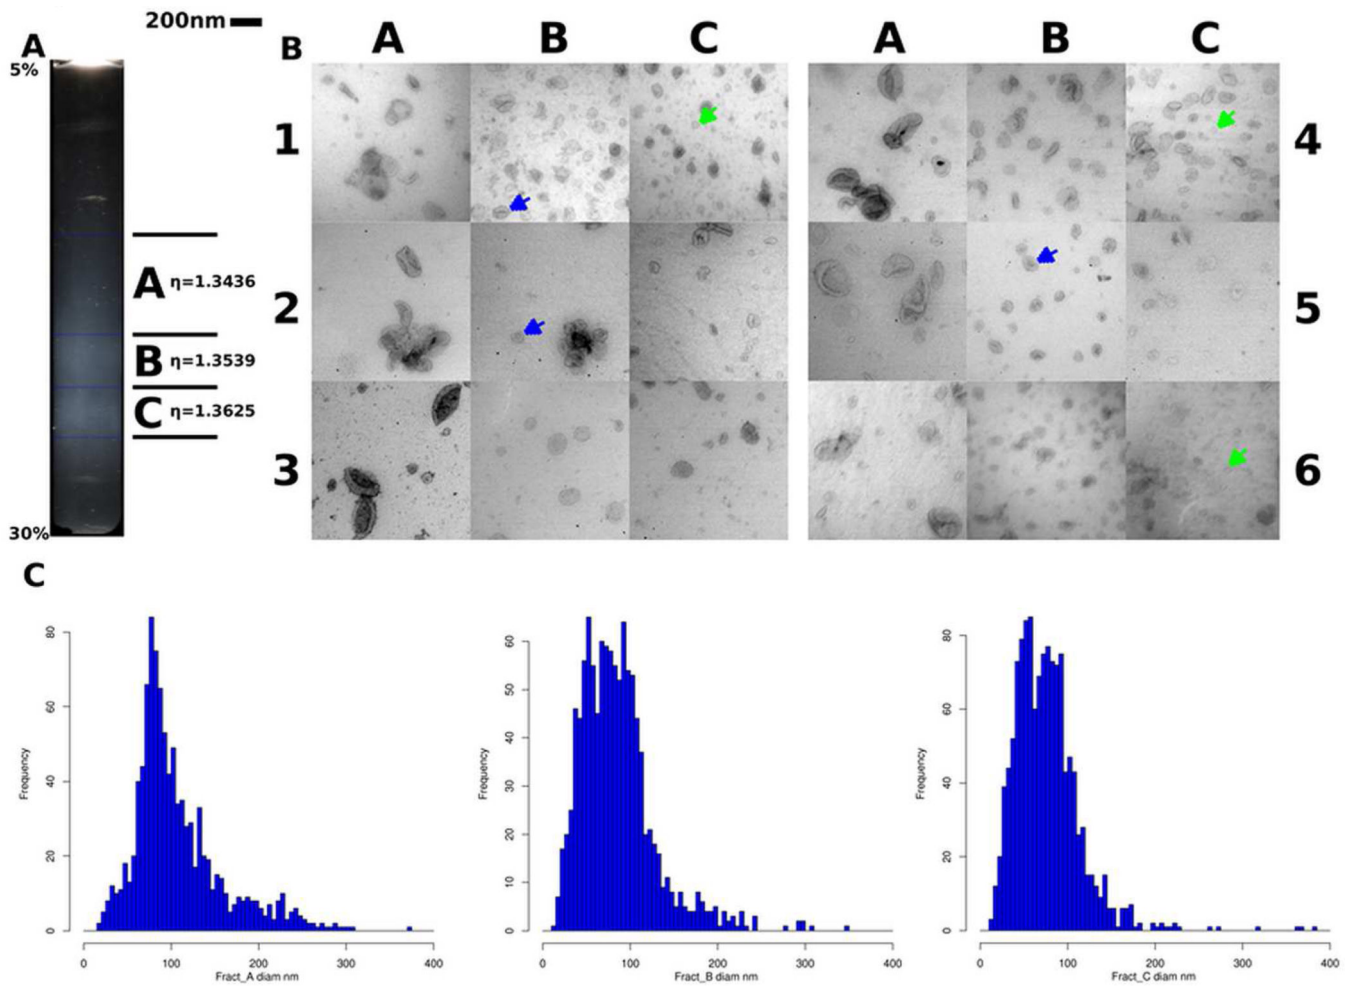 200nm
A
5%
A η=1.3436
B η=1.3539
C η=1.3625
30%
B
A B C A B C
1 4
2 5
3 6
C
Frequency
0 20 40 60 80
0 100 200 300 400
Fract_A diam nm
Frequency
0 10 20 30 40 50 60
0 100 200 300 400
Fract_B diam nm
Frequency
0 20 40 60 80
0 100 200 300 400
Fract_C diam nm